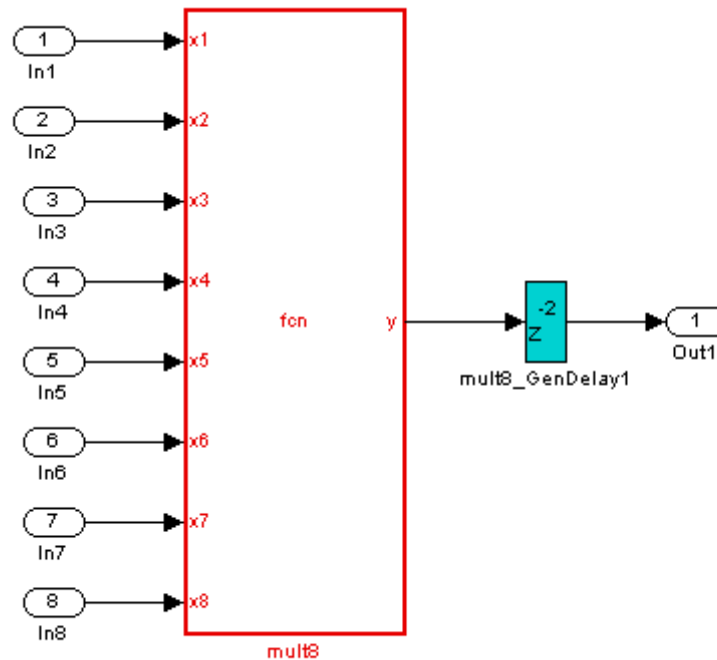 1
x1
In1
2
x2
In2
3
x3
In3
4
x4
In4
fcn
y
-2
Z
1
Out1
mult8_GenDelay1
5
x5
In5
6
x6
In6
7
x7
In7
8
x8
In8
mult8